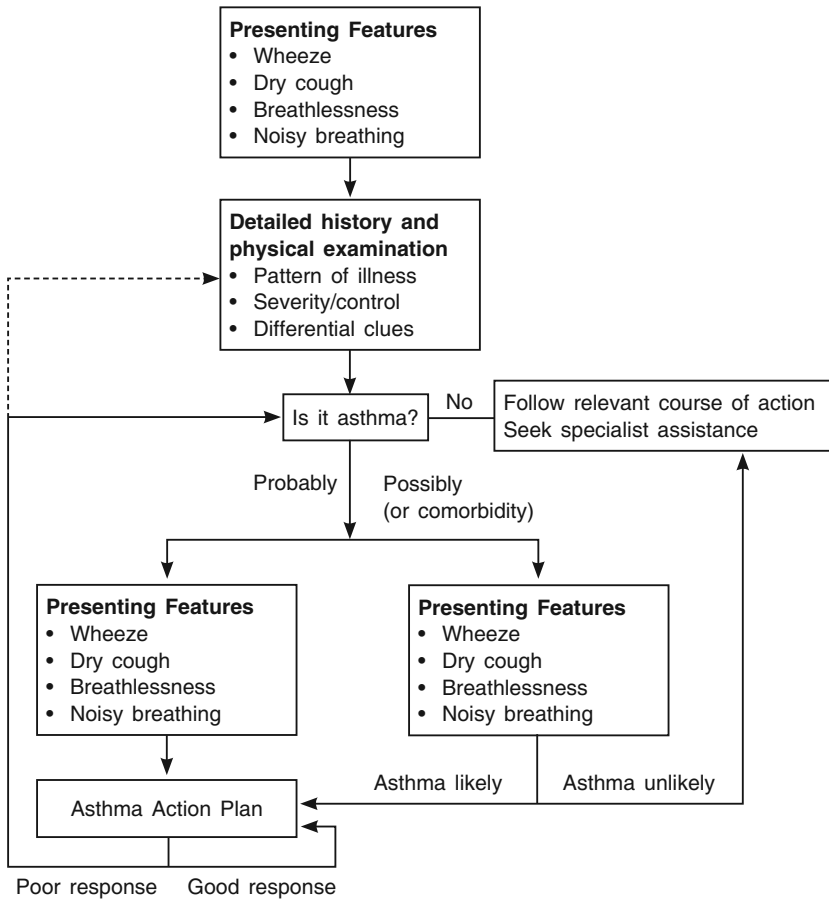 Presenting Features
• Wheeze
• Dry cough
• Breathlessness
• Noisy breathing
Detailed history and
physical examination
• Pattern of illness
• Severity/control
• Differential clues
Is it asthma?
No
Follow relevant course of action
Seek specialist assistance
Probably
Possibly
(or comorbidity)
Presenting Features
• Wheeze
• Dry cough
• Breathlessness
• Noisy breathing
Presenting Features
• Wheeze
• Dry cough
• Breathlessness
• Noisy breathing
Asthma likely
Asthma unlikely
Asthma Action Plan
Poor response
Good response